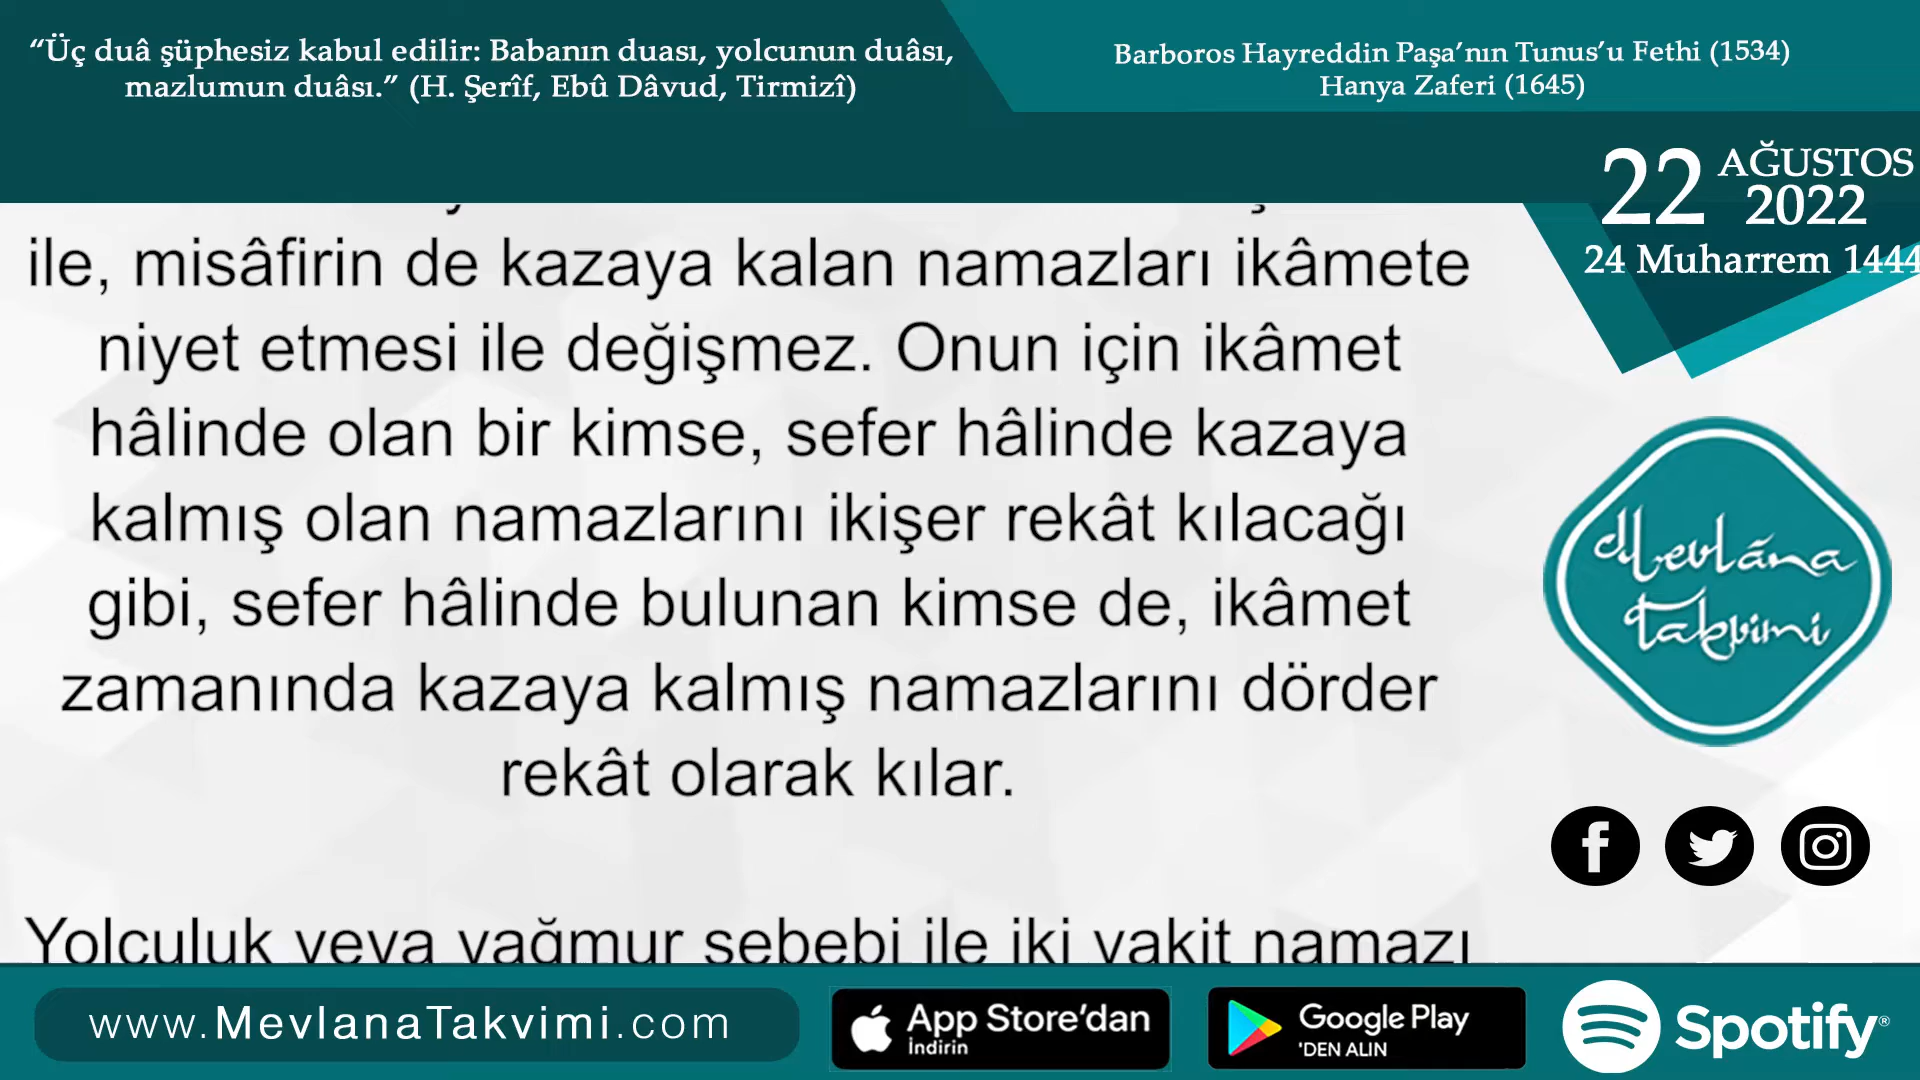 “Üç duâ şüphesiz kabul edilir: Babanın duası, yolcunun duâsı,
mazlumun duâsı.” (H. Şerîf, Ebû Dâvud, Tirmizî)
Barboros Hayreddin Paşa’nın Tunus’u Fethi (1534)
Hanya Zaferi (1645)
22 AĞUSTOS
2022
24 Muharrem 1444
ile, misâfirin de kazaya kalan namazları ikâmete
niyet etmesi ile değişmez. Onun için ikâmet
hâlinde olan bir kimse, sefer hâlinde kazaya
kalmış olan namazlarını ikişer rekât kılacağı
gibi, sefer hâlinde bulunan kimse de, ikâmet
zamanında kazaya kalmış namazlarını dörder
rekât olarak kılar.
Yolculuk veya yağmur sebebi ile iki vakit namazı
Mevlâna
Takvimi
www.MevlanaTakvimi.com
App Store’dan
İndirin
Google Play
'DEN ALIN
Spotify®